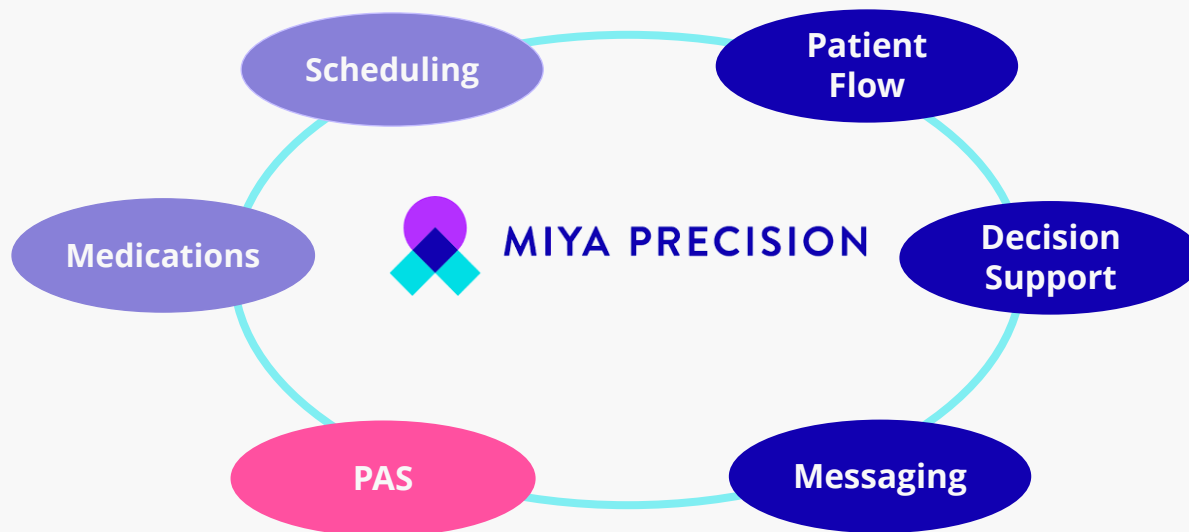 Scheduling
Patient
Flow
Medications
MIYA PRECISION
Decision
Support
PAS
Messaging